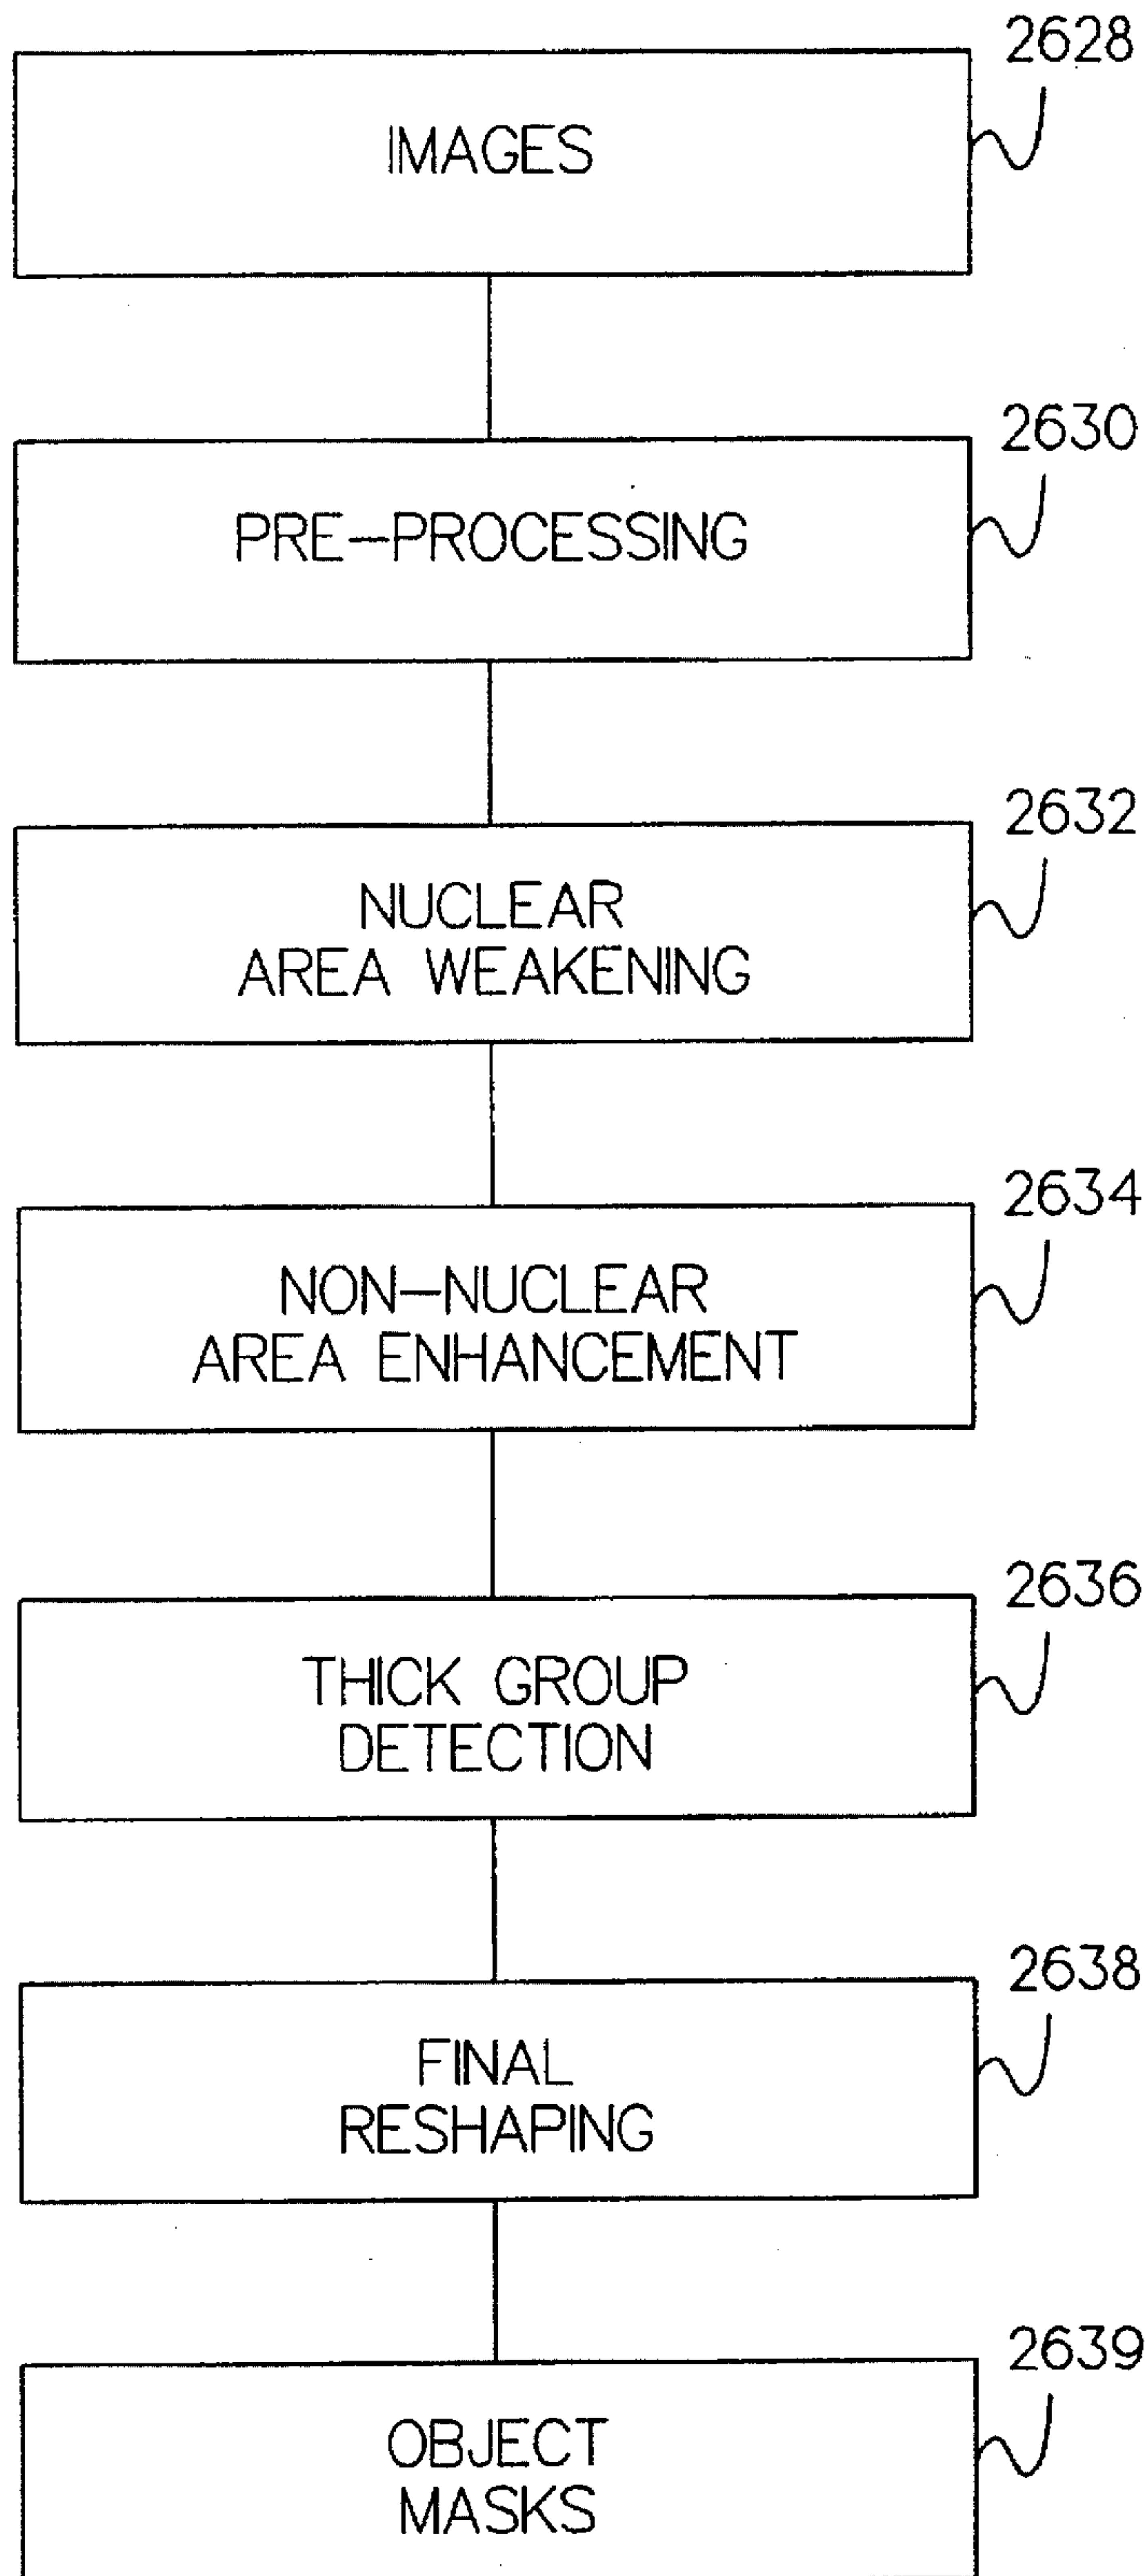 2628
IMAGES
2630
PRE-PROCESSING
2632
NUCLEAR
AREA WEAKENING
2634
NON-NUCLEAR
AREA ENHANCEMENT
2636
THICK GROUP
DETECTION
2638
FINAL
RESHAPING
2639
OBJECT
MASKS